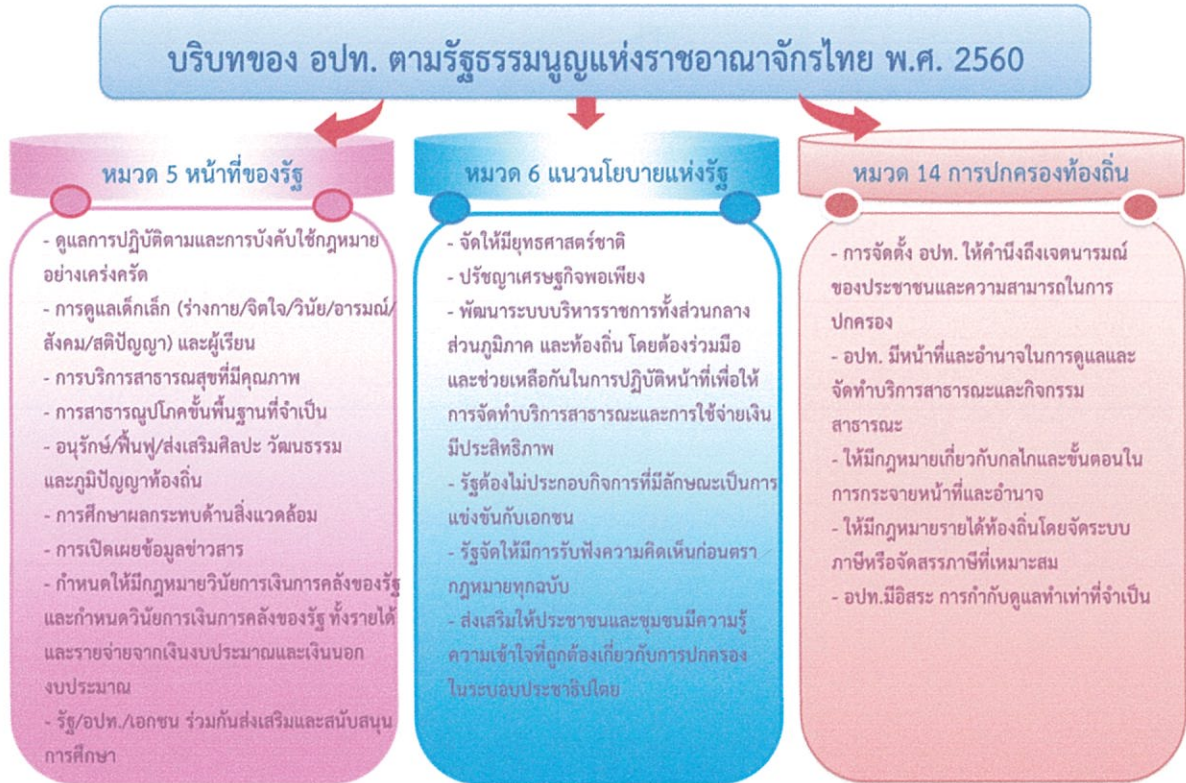 บริบทของ อปท. ตามรัฐธรรมนูญแห่งราชอาณาจักรไทย พ.ศ. 2560
หมวด 5 หน้าที่ของรัฐ
- ดูแลการปฏิบัติตามและการบังคับใช้กฎหมาย
อย่างเคร่งครัด
- การดูแลเด็กเล็ก (ร่างกาย/จิตใจ/วินัย/อารมณ์/
สังคม/สติปัญญา) และผู้เรียน
- การบริการสาธารณสุขที่มีคุณภาพ
- การสาธารณูปโภคขั้นพื้นฐานที่จำเป็น
- อนุรักษ์/ฟื้นฟู/ส่งเสริมศิลปะ วัฒนธรรม
และภูมิปัญญาท้องถิ่น
- การศึกษาผลกระทบด้านสิ่งแวดล้อม
- การเปิดเผยข้อมูลข่าวสาร
- กำหนดให้มีกฎหมายวินัยการเงินการคลังของรัฐ
และกำหนดวินัยการเงินการคลังของรัฐ ทั้งรายได้
และรายจ่ายจากเงินงบประมาณและเงินนอก
งบประมาณ
- รัฐ/อปท./เอกชน ร่วมกันส่งเสริมและสนับสนุน
การศึกษา
หมวด 6 แนวนโยบายแห่งรัฐ
- จัดให้มียุทธศาสตร์ชาติ
- ปรัชญาเศรษฐกิจพอเพียง
- พัฒนาระบบบริหารราชการทั้งส่วนกลาง
ส่วนภูมิภาค และท้องถิ่น โดยต้องร่วมมือ
และช่วยเหลือกันในการปฏิบัติหน้าที่เพื่อให้
การจัดทำบริการสาธารณะและการใช้จ่ายเงิน
มีประสิทธิภาพ
- รัฐต้องไม่ประกอบกิจการที่มีลักษณะเป็นการ
แข่งขันกับเอกชน
- รัฐจัดให้มีการรับฟังความคิดเห็นก่อนตรา
กฎหมายทุกฉบับ
- ส่งเสริมให้ประชาชนและชุมชนมีความรู้
ความเข้าใจที่ถูกต้องเกี่ยวกับการปกครอง
ในระบอบประชาธิปไตย
หมวด 14 การปกครองท้องถิ่น
- การจัดตั้ง อปท. ให้คำนึงถึงเจตนารมณ์
ของประชาชนและความสามารถในการ
ปกครอง
- อปท. มีหน้าที่และอำนาจในการดูแลและ
จัดทำบริการสาธารณะและกิจกรรม
สาธารณะ
- ให้มีกฎหมายเกี่ยวกับกลไกและขั้นตอนใน
การกระจายหน้าที่และอำนาจ
- ให้มีกฎหมายรายได้ท้องถิ่นโดยจัดระบบ
ภาษีหรือจัดสรรภาษีที่เหมาะสม
- อปท.มีอิสระ การกำกับดูแลทำเท่าที่จำเป็น